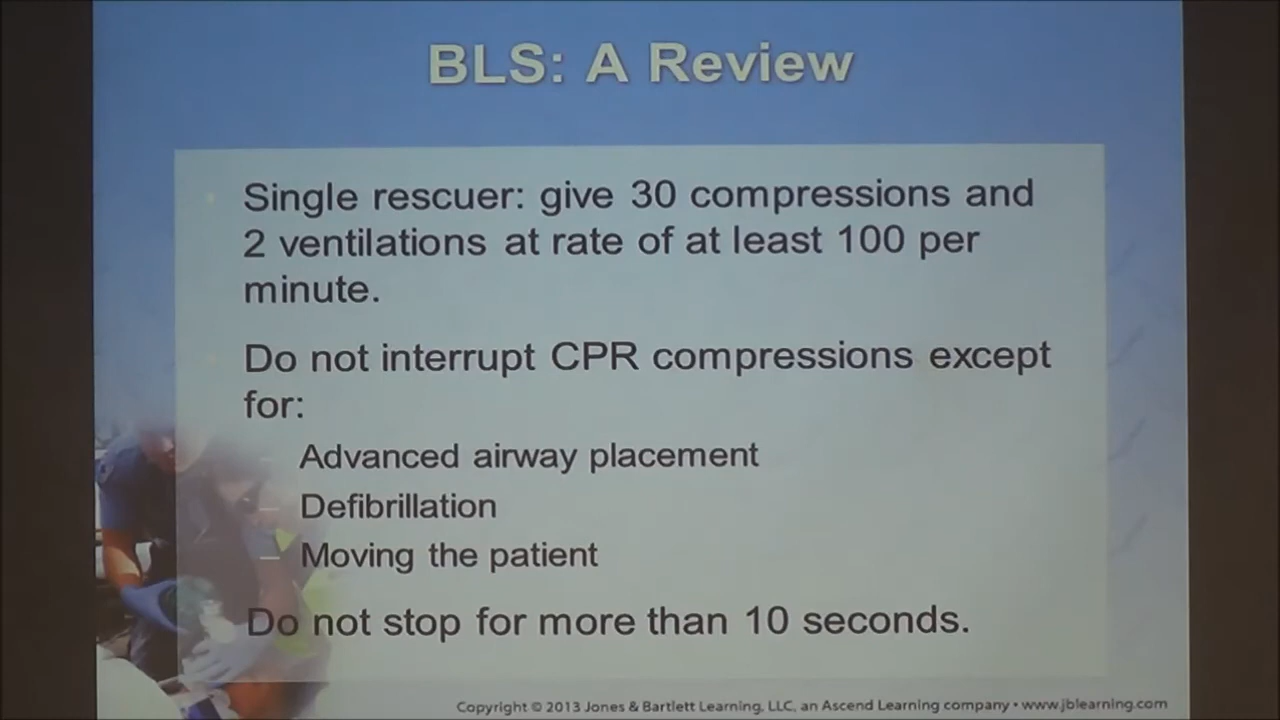 BLS: A Review
Single rescuer: give 30 compressions and
2 ventilations at rate of at least 100 per
minute.
Do not interrupt CPR compressions except
for:
– Advanced airway placement
– Defibrillation
– Moving the patient
Do not stop for more than 10 seconds.
Copyright © 2013 Jones & Bartlett Learning, LLC, an Ascend Learning company • www.jblearning.com